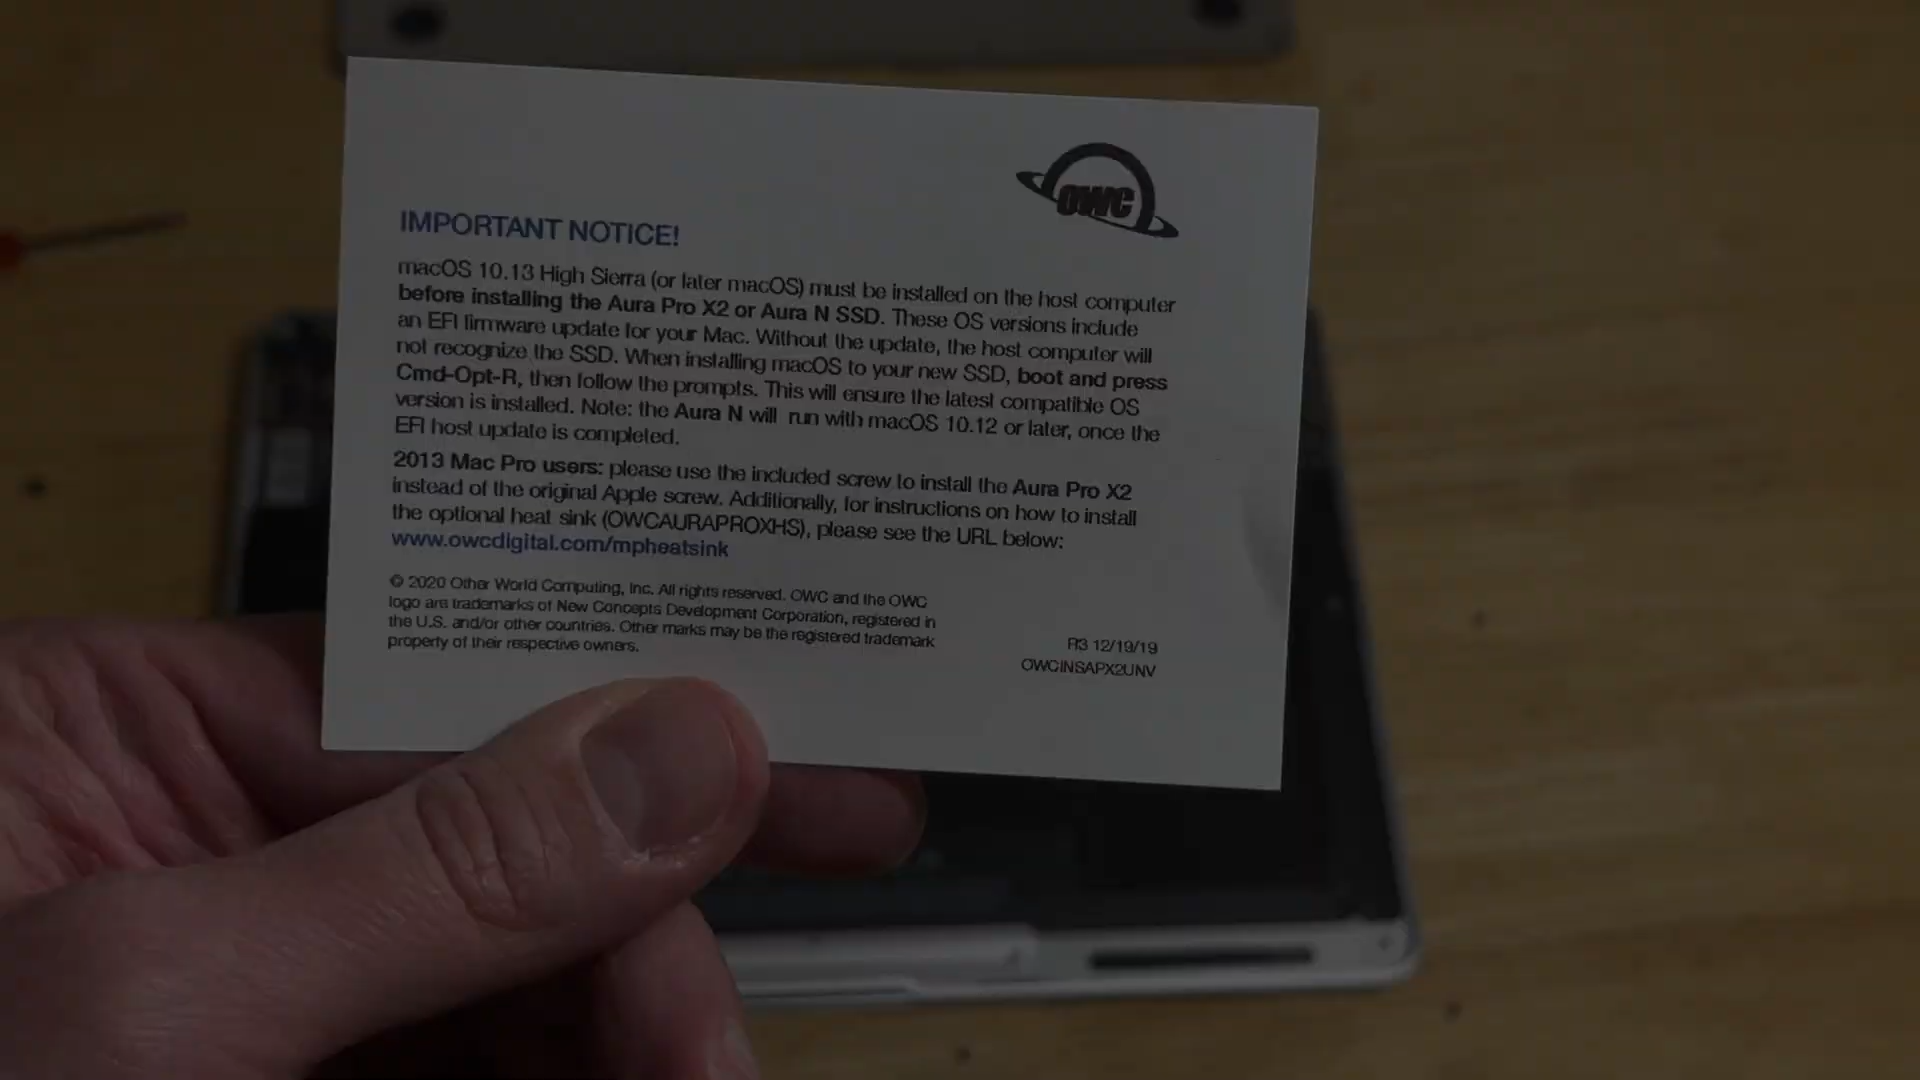 OWC
IMPORTANT NOTICE!
macOS 10.13 High Sierra (or later macOS) must be installed on the host computer
before installing the Aura Pro X2 or Aura N SSD. These OS versions include
an EFI firmware update for your Mac. Without the update, the host computer will
not recognize the SSD. When installing macOS to your new SSD, boot and press
Cmd-Opt-R, then follow the prompts. This will ensure the latest compatible OS
version is installed. Note: the Aura N will run with macOS 10.12 or later, once the
EFI host update is completed.
2013 Mac Pro users: please use the included screw to install the Aura Pro X2
instead of the original Apple screw. Additionally, for instructions on how to install
the optional heat sink (OWCAURAPROXHS), please see the URL below:
www.owcdigital.com/mpheatsink
© 2020 Other World Computing, Inc. All rights reserved. OWC and the OWC
logo are trademarks of New Concepts Development Corporation, registered in
the U.S. and/or other countries. Other marks may be the registered trademark
property of their respective owners.
R3 12/19/19
OWCINSAPX2UNV